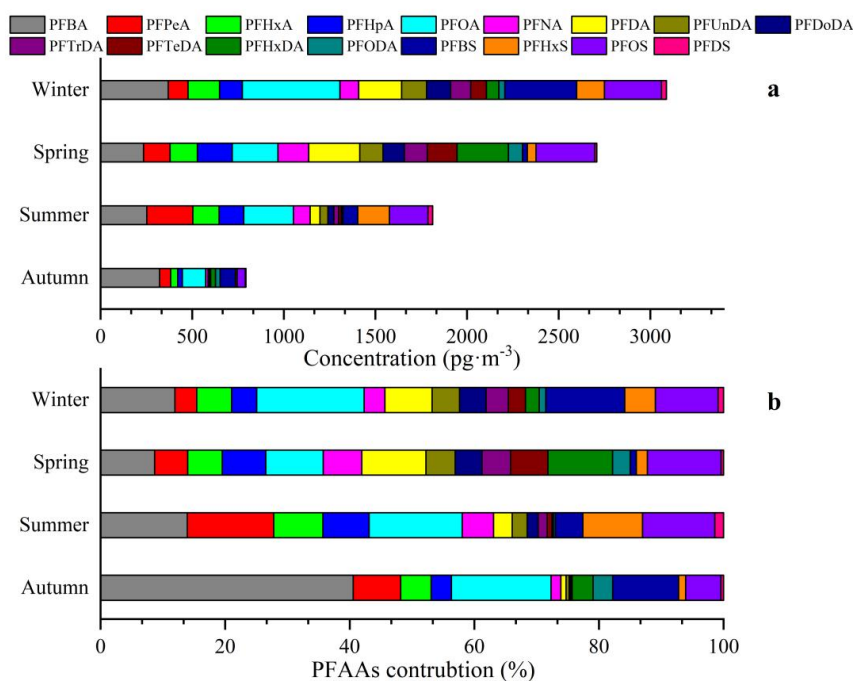 PFBA PFPeA PFHxA PFHpA PFOA PFNA PFDA PFUnDA PFDoDA
PFTrDA PFTeDA PFHxDA PFODA PFBS PFHxS PFOS PFDS
Winter a
Spring
Summer
Autumn
0 500 1000 1500 2000 2500 3000
Concentration (pg·m-3)
Winter b
Spring
Summer
Autumn
0 20 40 60 80 100
PFAAs contrubtion (%)